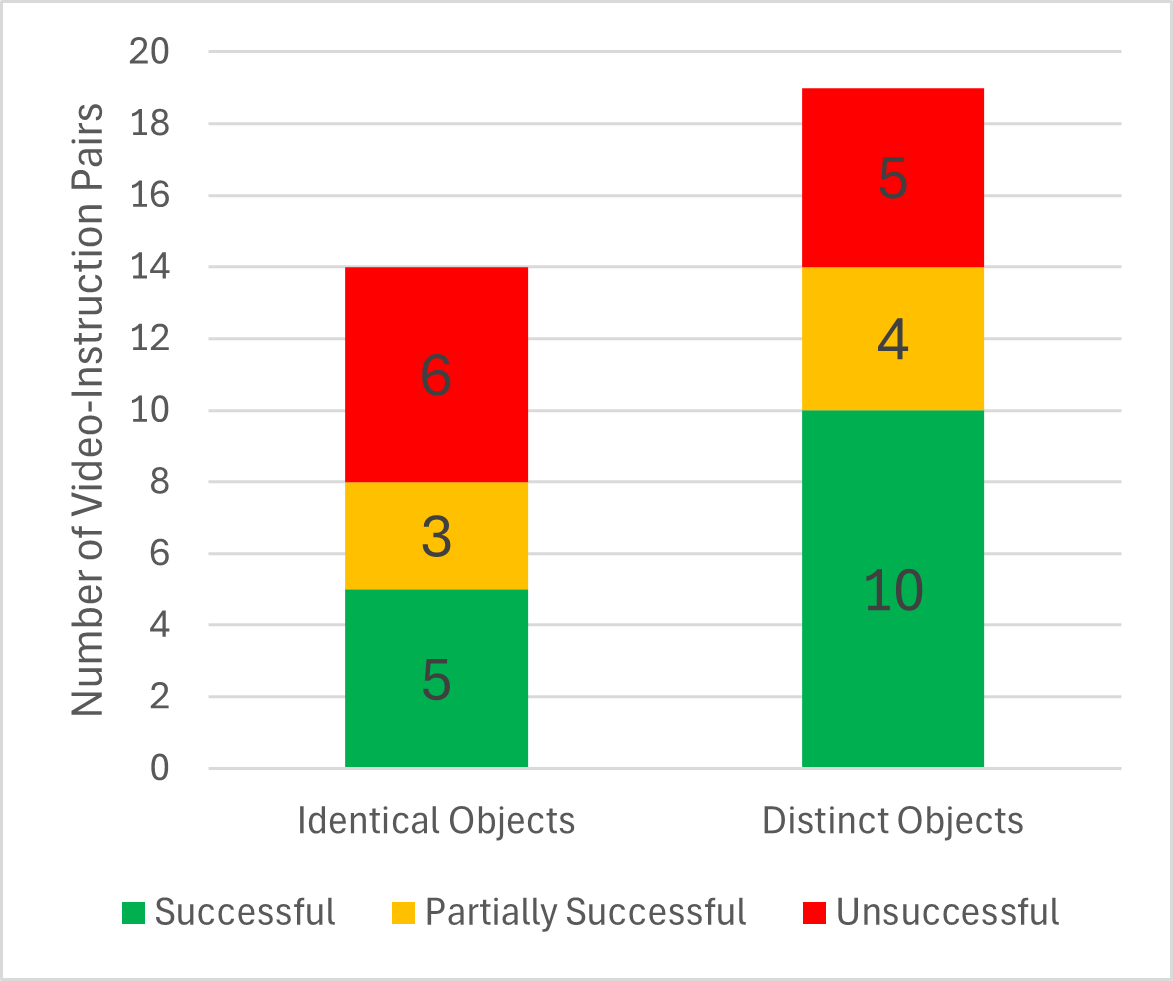 Number of Video-Instruction Pairs
20
18
16
14
12
10
8
6
4
2
0
6
3
5
5
4
10
Identical Objects
Distinct Objects
Successful
Partially Successful
Unsuccessful